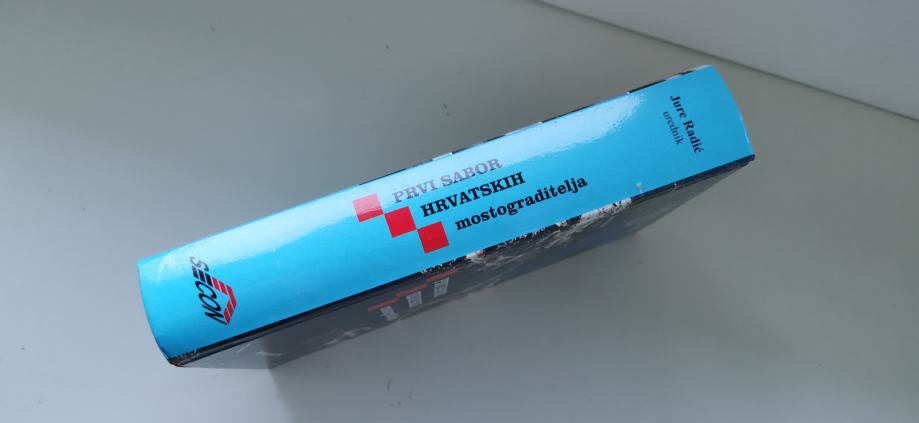 PRVI SABOR
HRVATSKIH
mostograditelja
Jure Radić
urednik
SECON